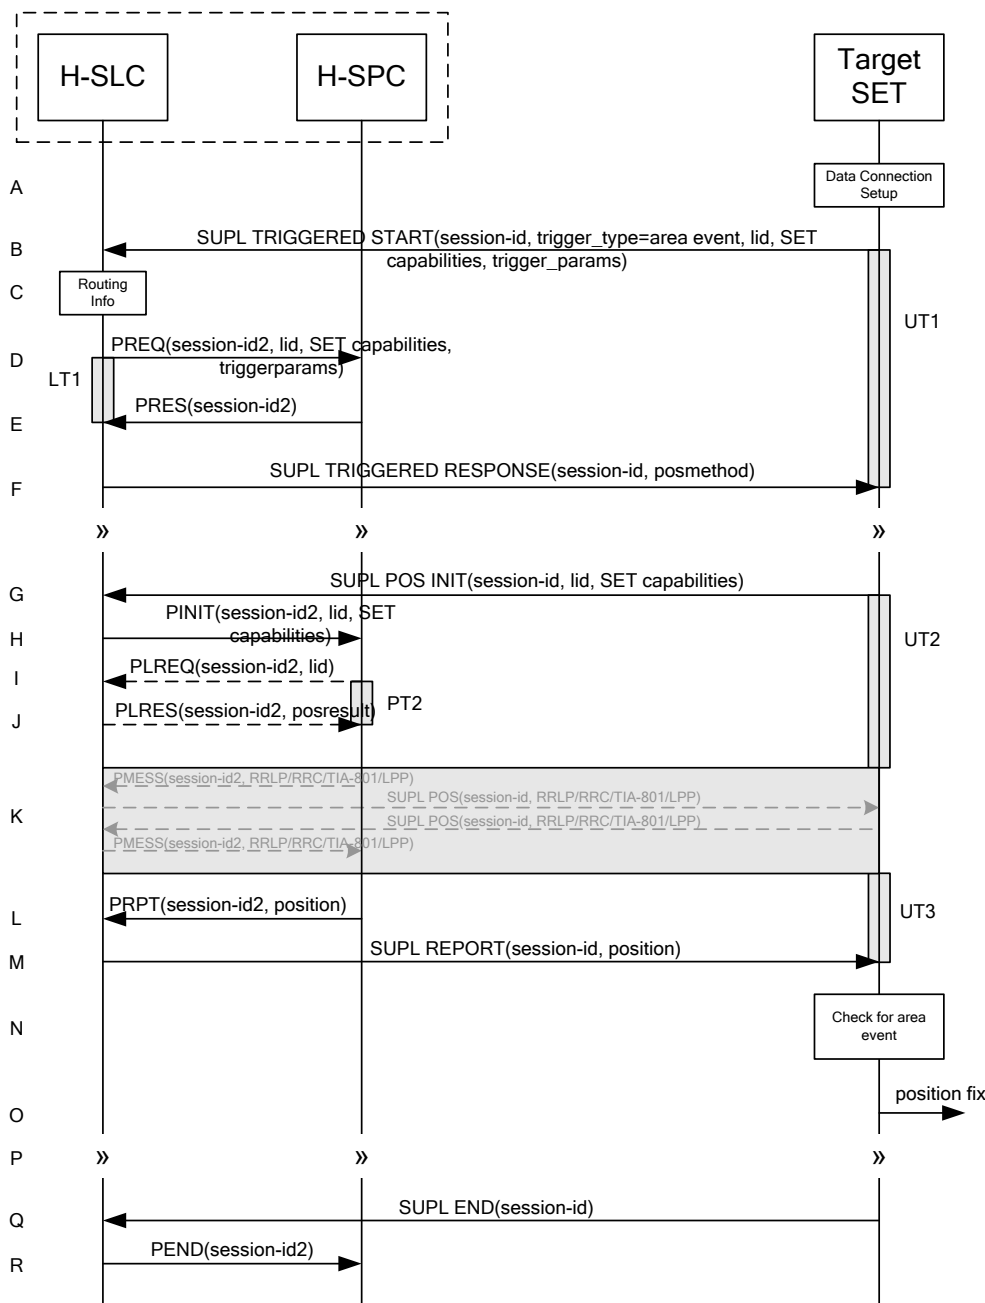 H-SLC
H-SPC
Target
SET
A
Data Connection
Setup
B
SUPL TRIGGERED START(session-id, trigger_type=area event, lid, SET
capabilities, trigger_params)
C
Routing
Info
UT1
D
PREQ(session-id2, lid, SET capabilities,
triggerparams)
LT1
E
PRES(session-id2)
F
SUPL TRIGGERED RESPONSE(session-id, posmethod)
» » »
G
SUPL POS INIT(session-id, lid, SET capabilities)
H
PINIT(session-id2, lid, SET
capabilities)
UT2
I
PLREQ(session-id2, lid)
PT2
J
PLRES(session-id2, posresult)
K
PMESS(session-id2, RRLP/RRC/TIA-801/LPP)
SUPL POS(session-id, RRLP/RRC/TIA-801/LPP)
SUPL POS(session-id, RRLP/RRC/TIA-801/LPP)
PMESS(session-id2, RRLP/RRC/TIA-801/LPP)
L
PRPT(session-id2, position)
UT3
M
SUPL REPORT(session-id, position)
N
Check for area
event
O
position fix
P
» » »
Q
SUPL END(session-id)
R
PEND(session-id2)